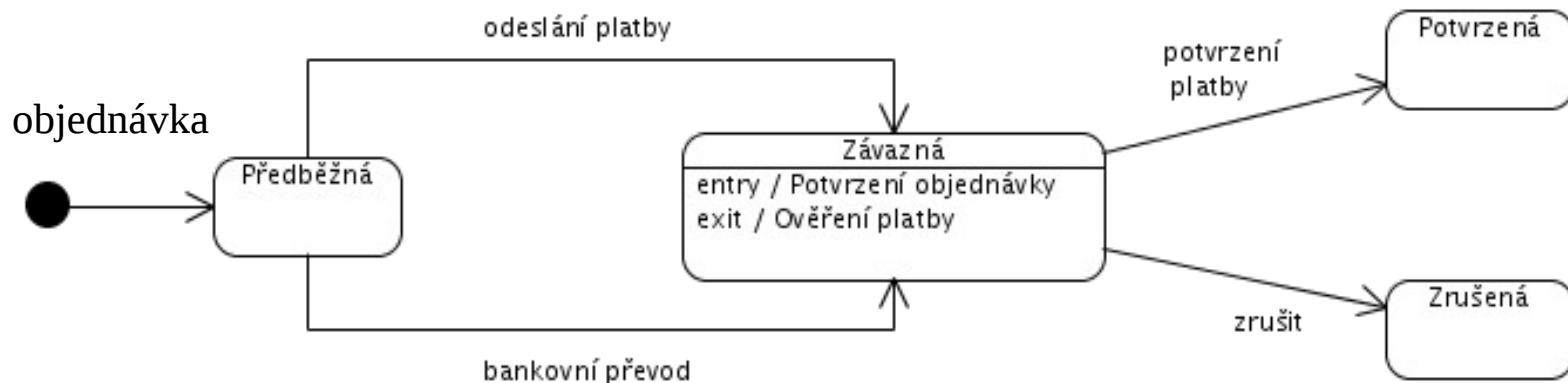 odeslání platby
Potvrzená
potvrzení
platby
objednávka
Předběžná
Závazná
entry / Potvrzení objednávky
exit / Ověření platby
Zrušená
zrušit
bankovní převod